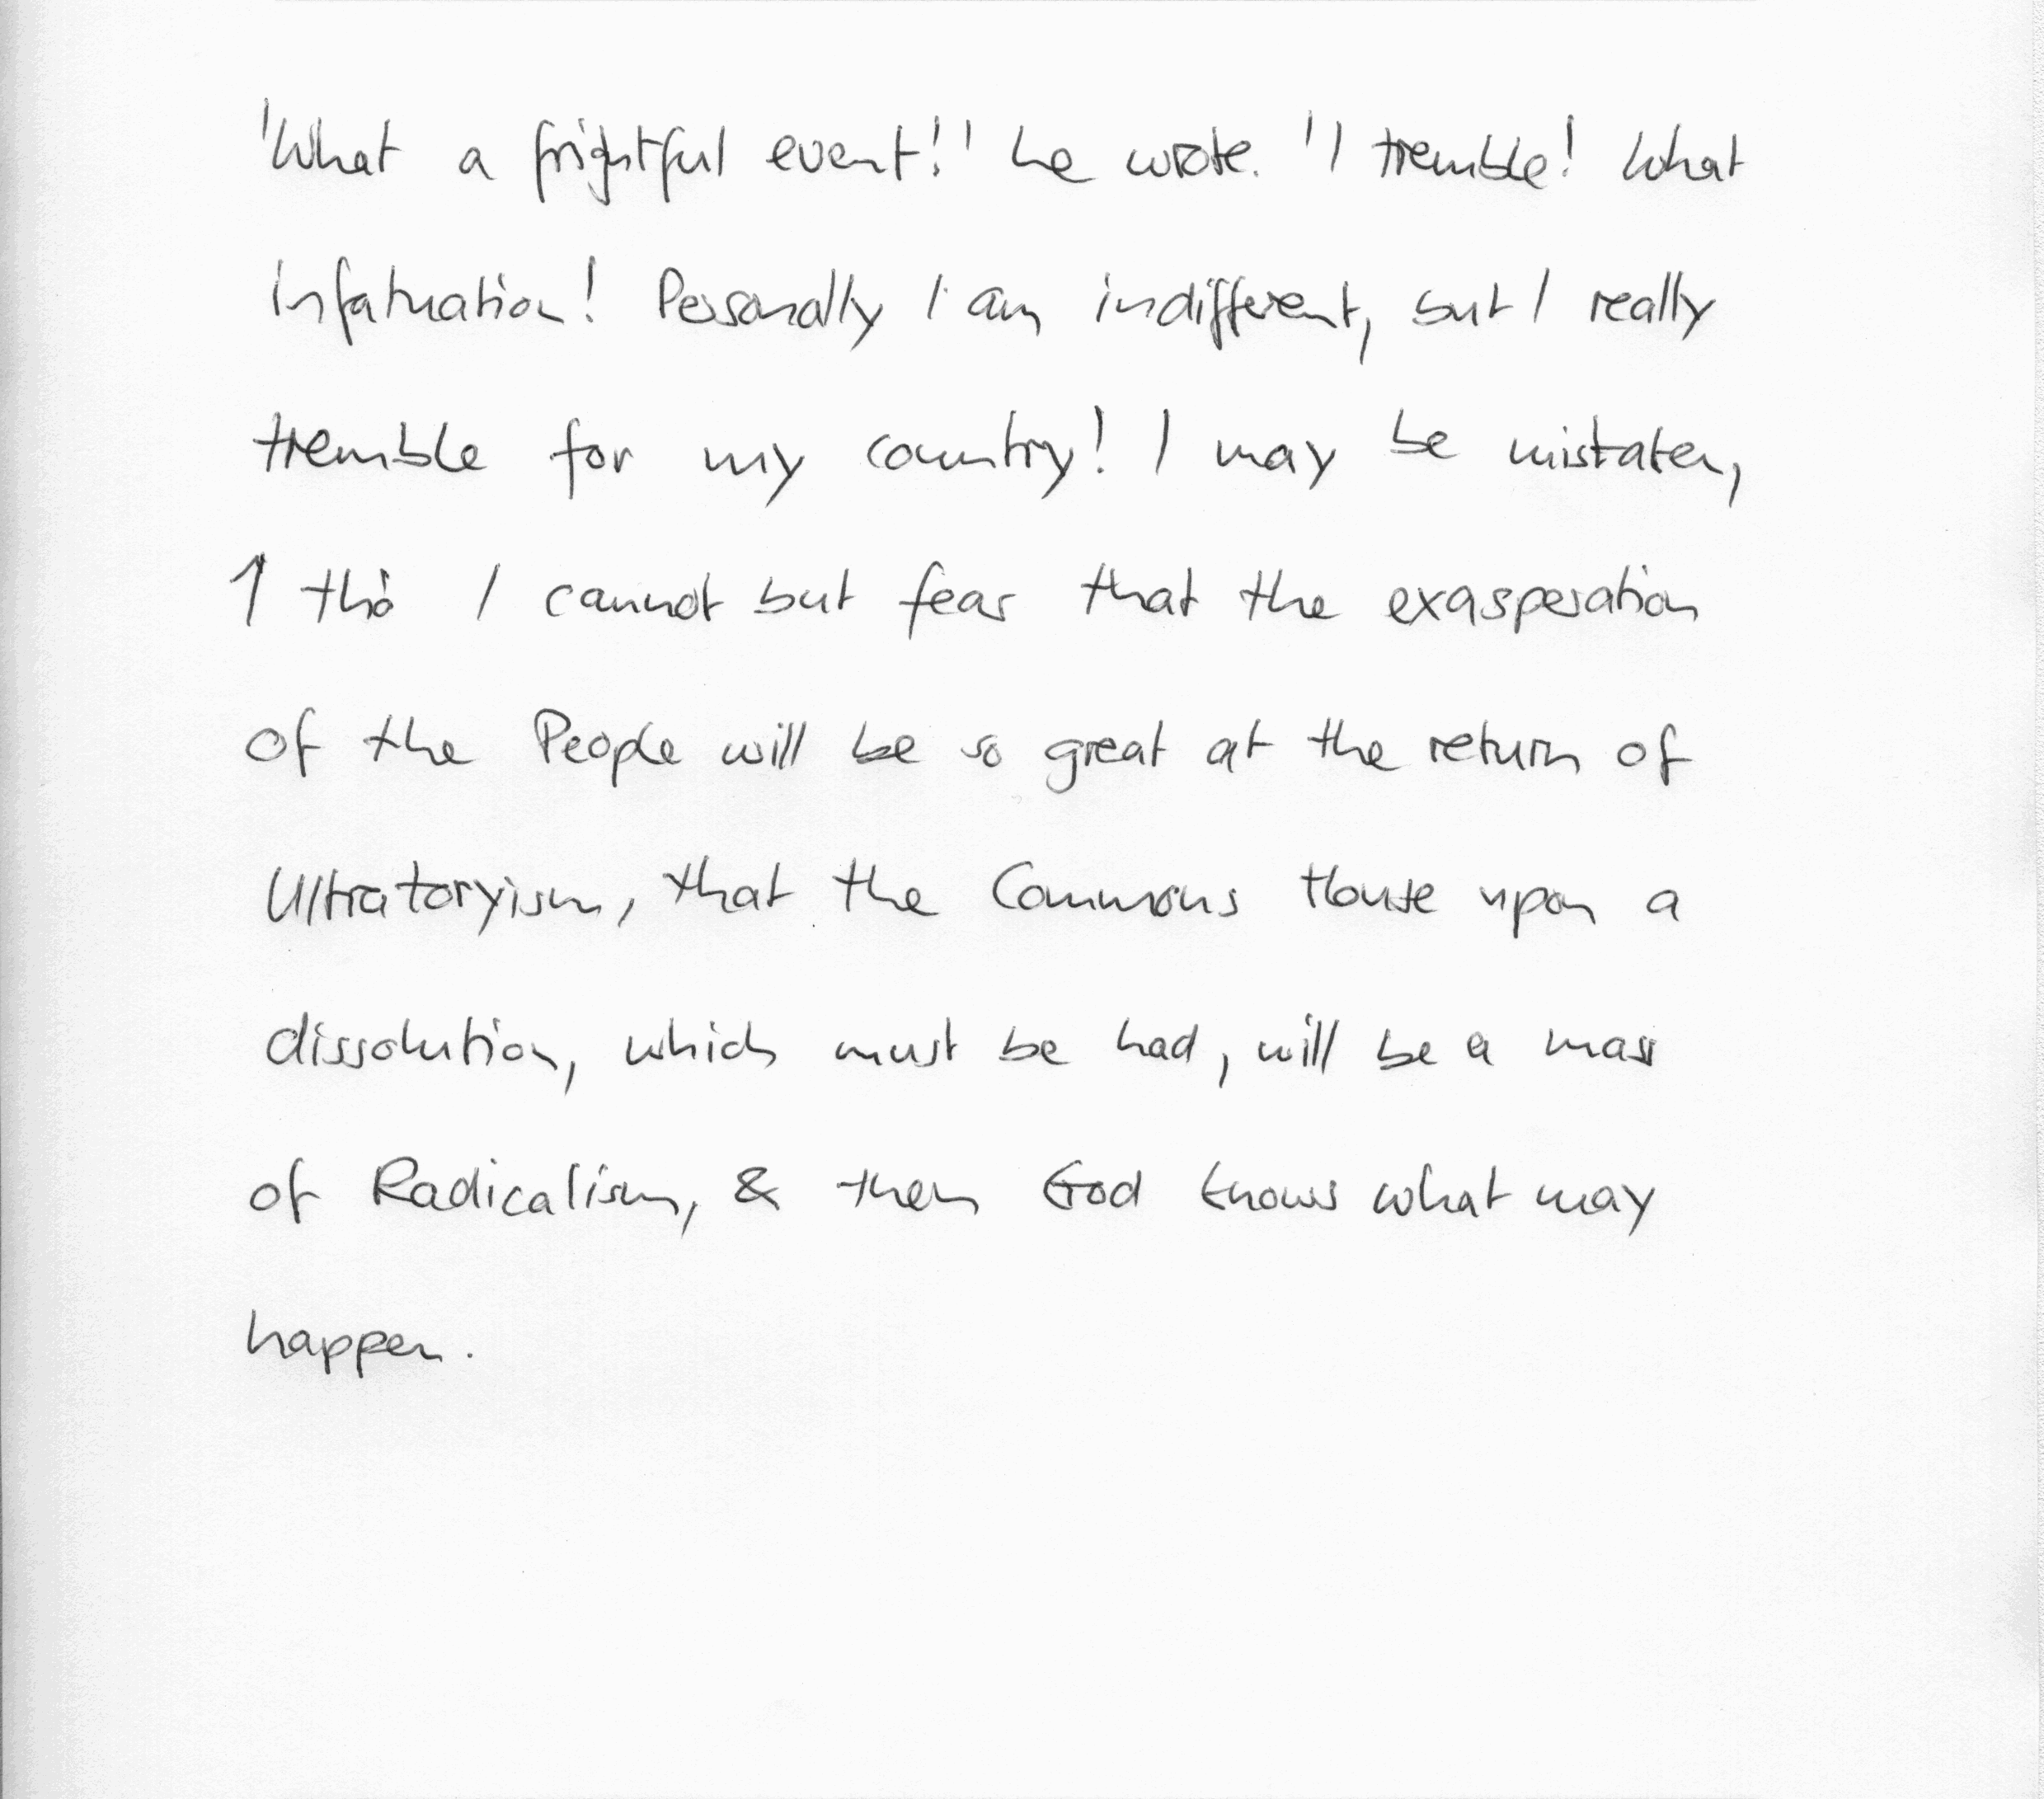 'What a frightful event!' he wrote. 'I tremble! What
infatuation! Personally I am indifferent, but I really
tremble for my country! I may be mistaken,
1 tho' I cannot but fear that the exasperation
of the People will be so great at the return of
Ultratoryism, that the Commons House upon a
dissolution, which must be had, will be a mass
of Radicalism, & then God knows what may
happen.